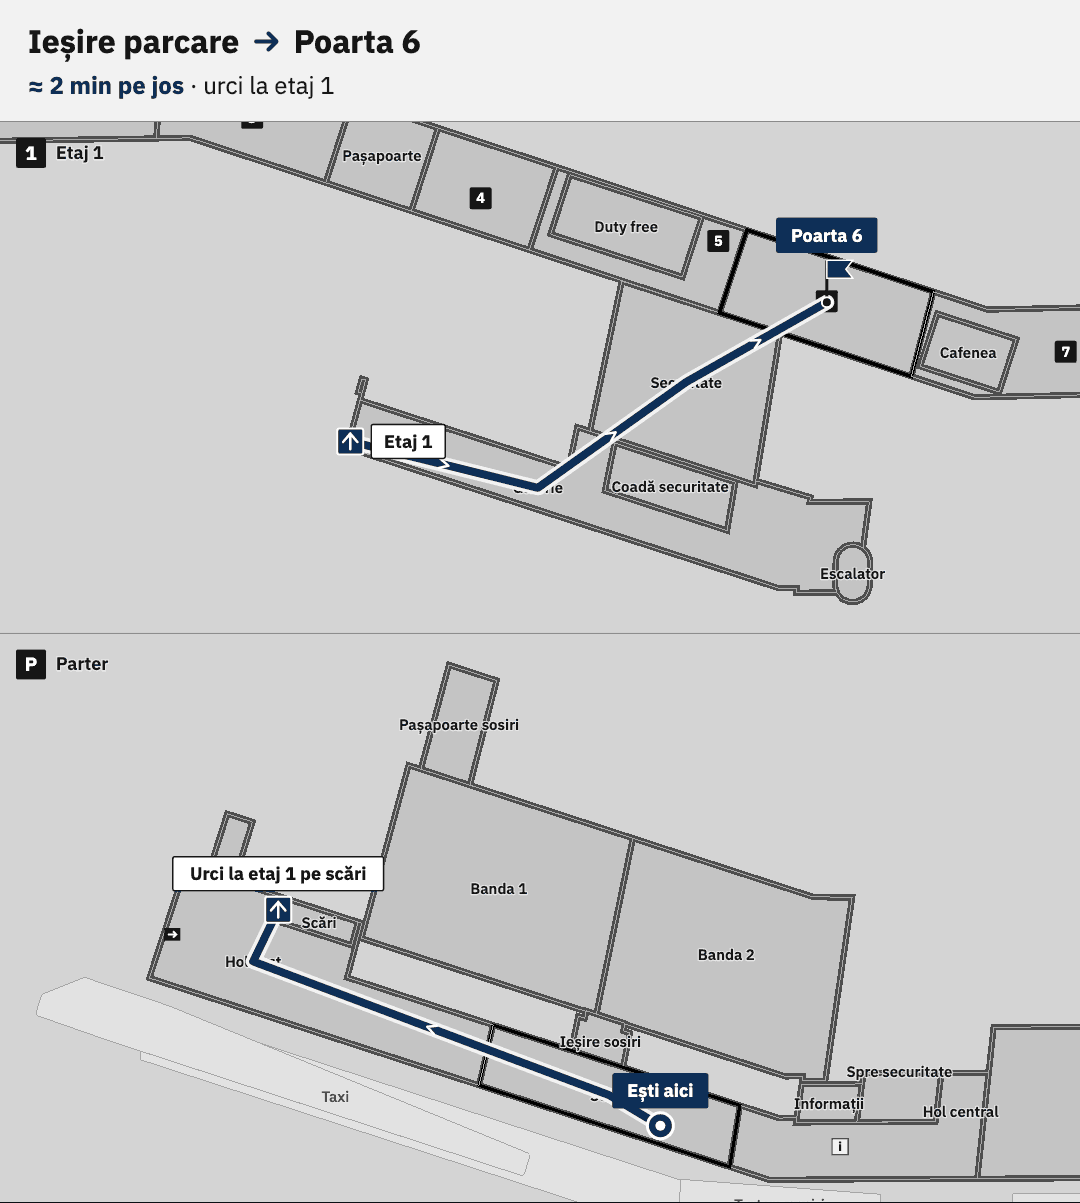 Ieșire parcare → Poarta 6
≈ 2 min pe jos · urci la etaj 1
1 Etaj 1
Pașapoarte
4
Duty free
5
Poarta 6
Cafenea
7
Etaj 1
Coadă securitate
Escalator
P Parter
Pașapoarte sosiri
Urci la etaj 1 pe scări
Banda 1
Scări
Banda 2
Ieșire sosiri
Ești aici
Spre securitate
Informații
Hol central
Taxi
i